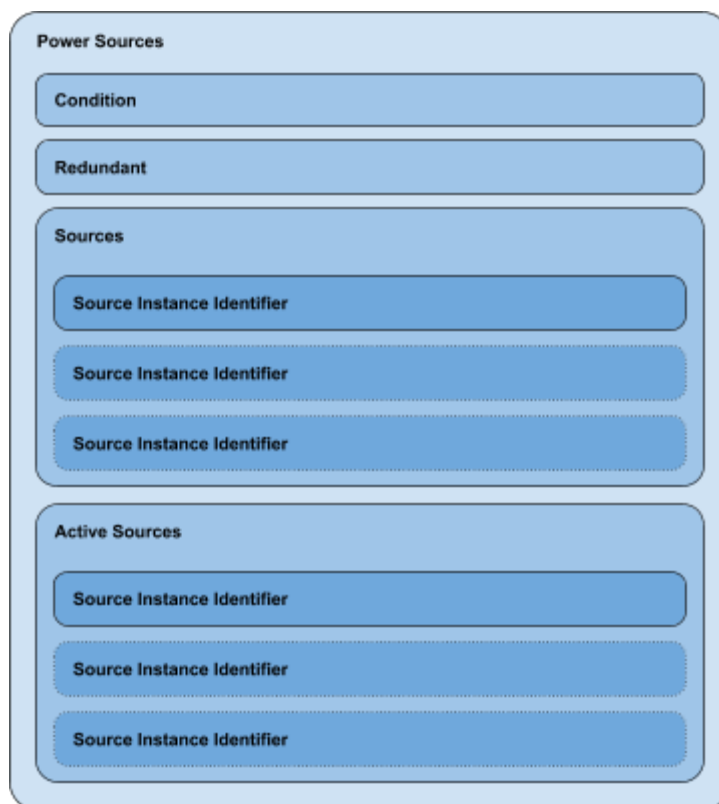 Power Sources
Condition
Redundant
Sources
Source Instance Identifier
Source Instance Identifier
Source Instance Identifier
Active Sources
Source Instance Identifier
Source Instance Identifier
Source Instance Identifier